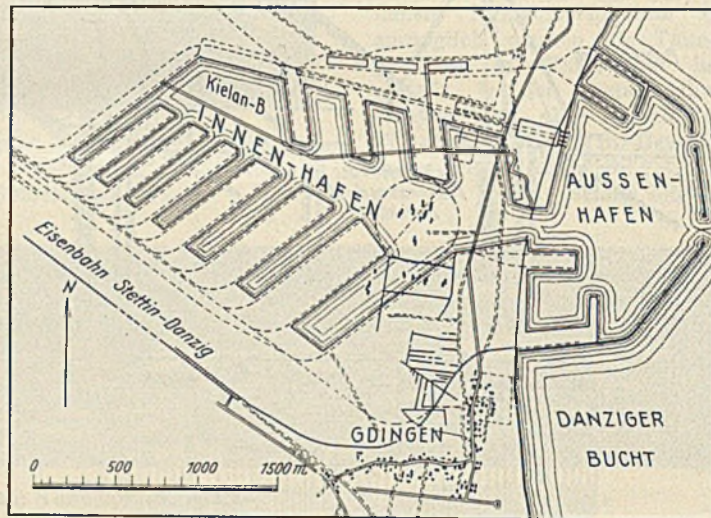 Kielan-B
INNEN-HAFEN
AUSSEN-
HAFEN
Eisenbahn Stettin-Danzig
N
GDINGEN
DANZIGER
BUCHT
0 500 1000 1500 m.